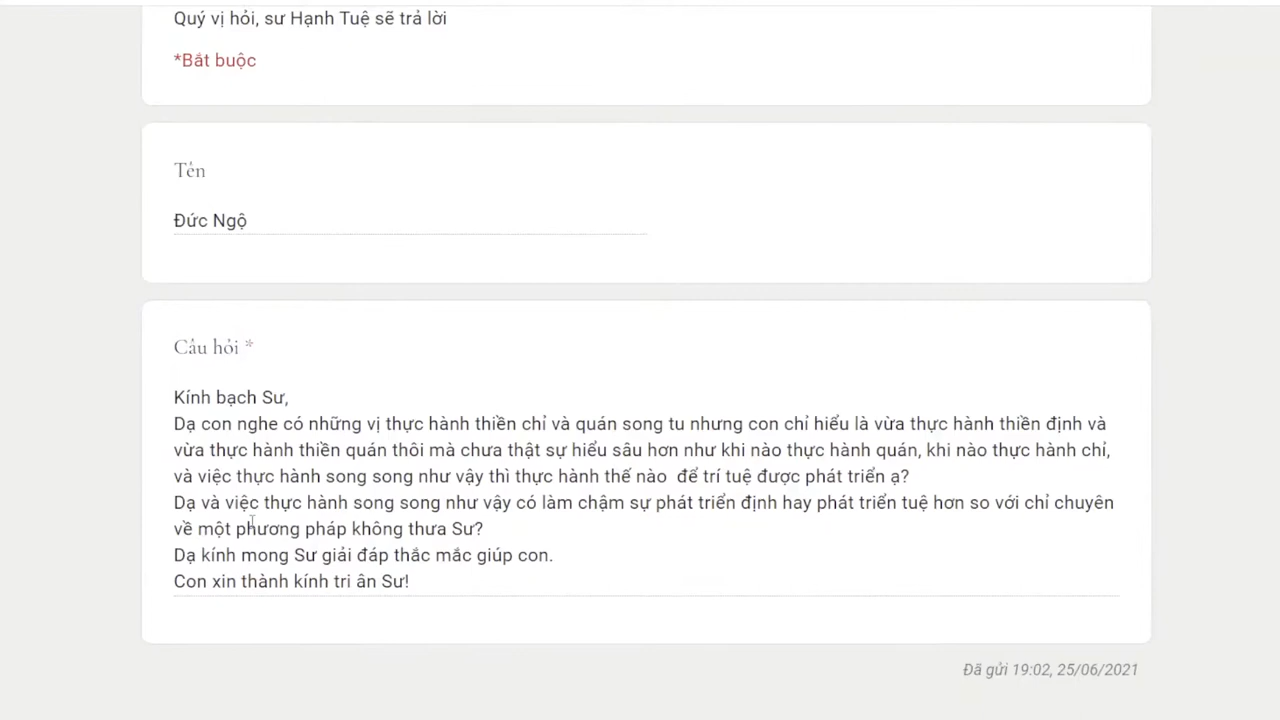 Quý vị hỏi, sư Hạnh Tuệ sẽ trả lời
*Bắt buộc
Tên
Đức Ngộ
Câu hỏi *
Kính bạch Sư,
Dạ con nghe có những vị thực hành thiền chỉ và quán song tu nhưng con chỉ hiểu là vừa thực hành thiền định và
vừa thực hành thiền quán thôi mà chưa thật sự hiểu sâu hơn như khi nào thực hành quán, khi nào thực hành chỉ,
và việc thực hành song song như vậy thì thực hành thế nào  để trí tuệ được phát triển ạ?
Dạ và việc thực hành song song như vậy có làm chậm sự phát triển định hay phát triển tuệ hơn so với chỉ chuyên
về một phương pháp không thưa Sư?
Dạ kính mong Sư giải đáp thắc mắc giúp con.
Con xin thành kính tri ân Sư!
Đã gửi 19:02, 25/06/2021